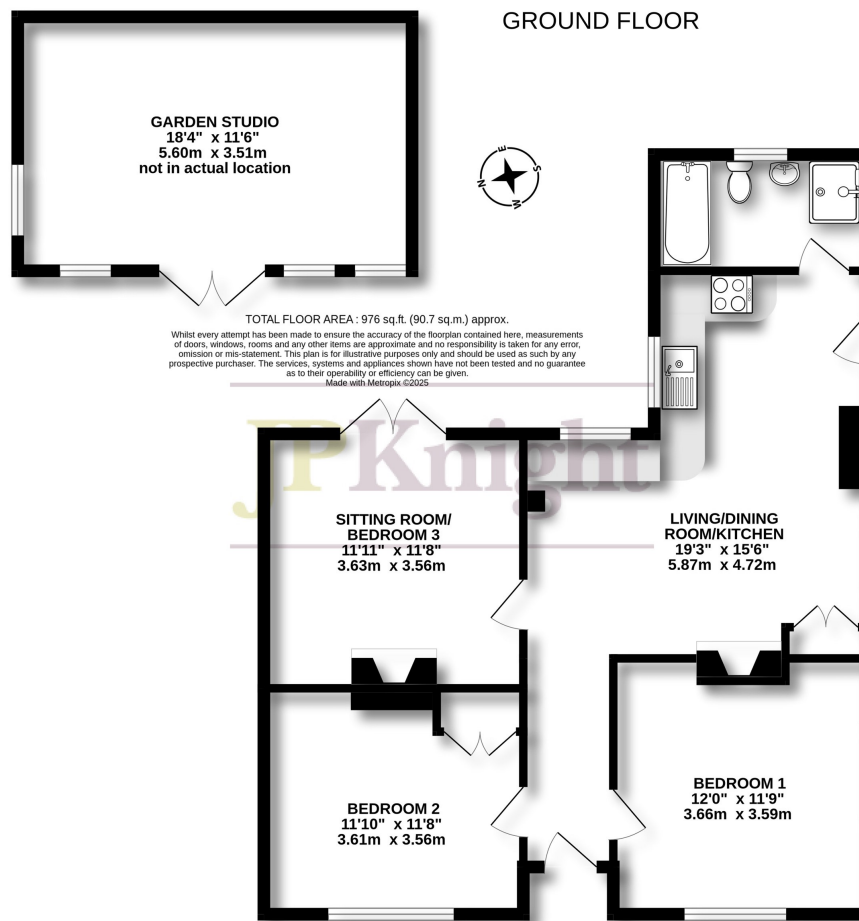 GROUND FLOOR
GARDEN STUDIO
18'4" x 11'6"
5.60m x 3.51m
not in actual location
E
S
N
W
TOTAL FLOOR AREA : 976 sq.ft. (90.7 sq.m.) approx.
Whilst every attempt has been made to ensure the accuracy of the floorplan contained here, measurements
of doors, windows, rooms and any other items are approximate and no responsibility is taken for any error,
omission or mis-statement. This plan is for illustrative purposes only and should be used as such by any
prospective purchaser. The services, systems and appliances shown have not been tested and no guarantee
as to their operability or efficiency can be given.
Made with Metropix ©2025
JPKnight
SITTING ROOM/
BEDROOM 3
11'11" x 11'8"
3.63m x 3.56m
LIVING/DINING
ROOM/KITCHEN
19'3" x 15'6"
5.87m x 4.72m
BEDROOM 2
11'10" x 11'8"
3.61m x 3.56m
BEDROOM 1
12'0" x 11'9"
3.66m x 3.59m